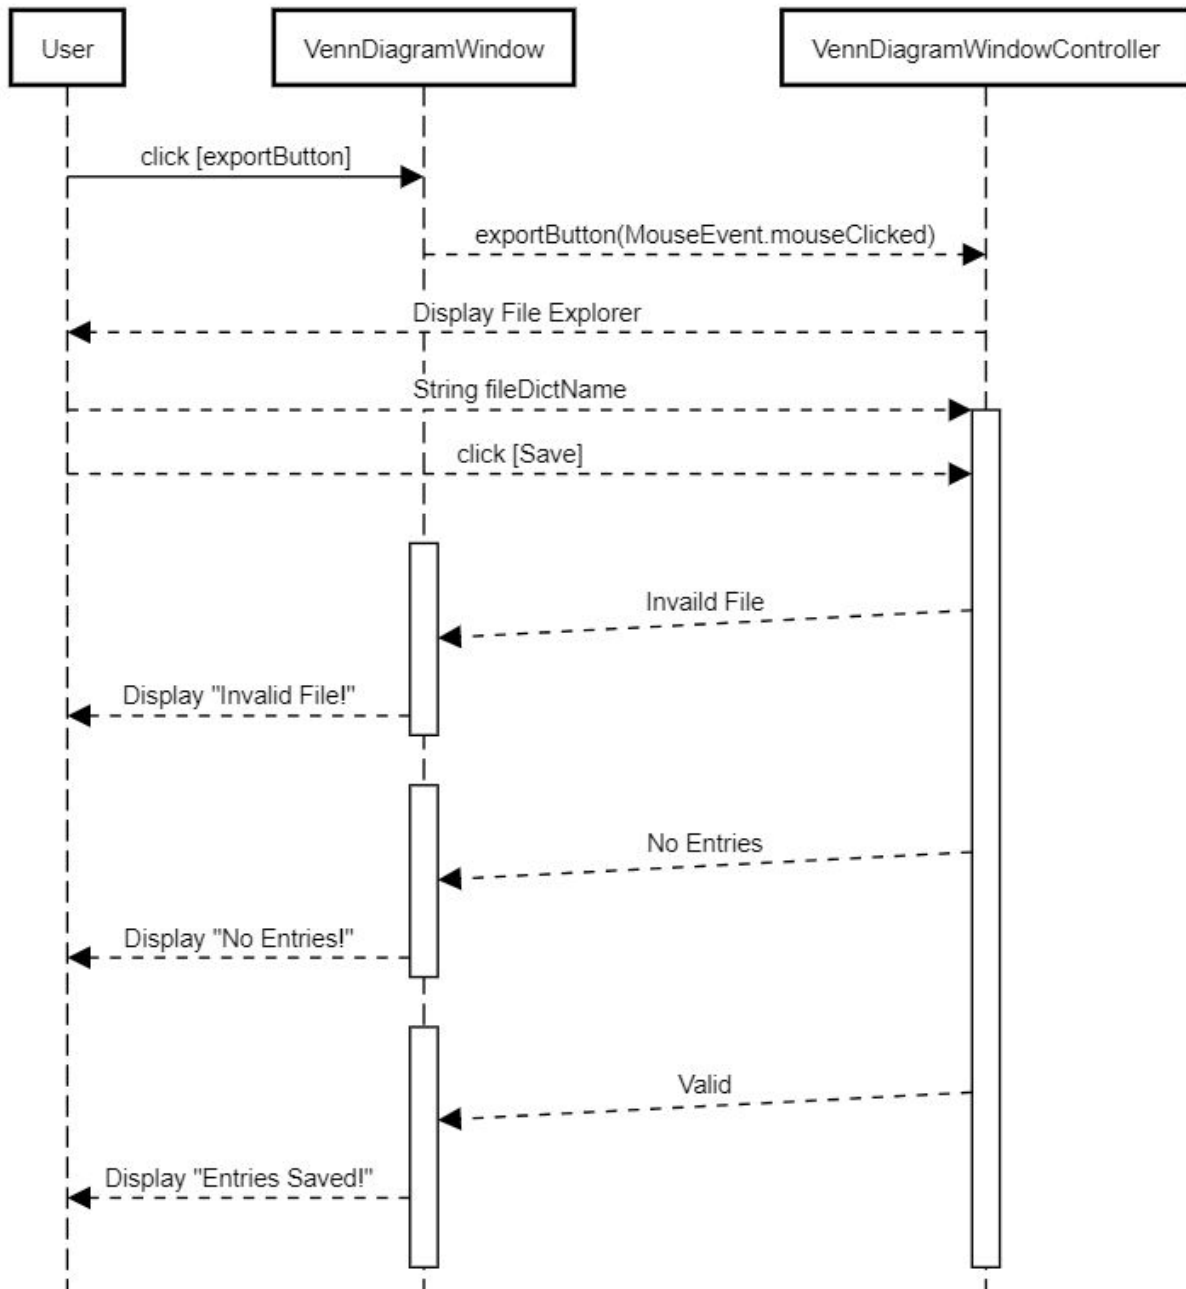 User
VennDiagramWindow
VennDiagramWindowController
click [exportButton]
exportButton(MouseEvent.mouseClicked)
Display File Explorer
String fileDictName
click [Save]
Invaild File
Display "Invalid File!"
No Entries
Display "No Entries!"
Valid
Display "Entries Saved!"